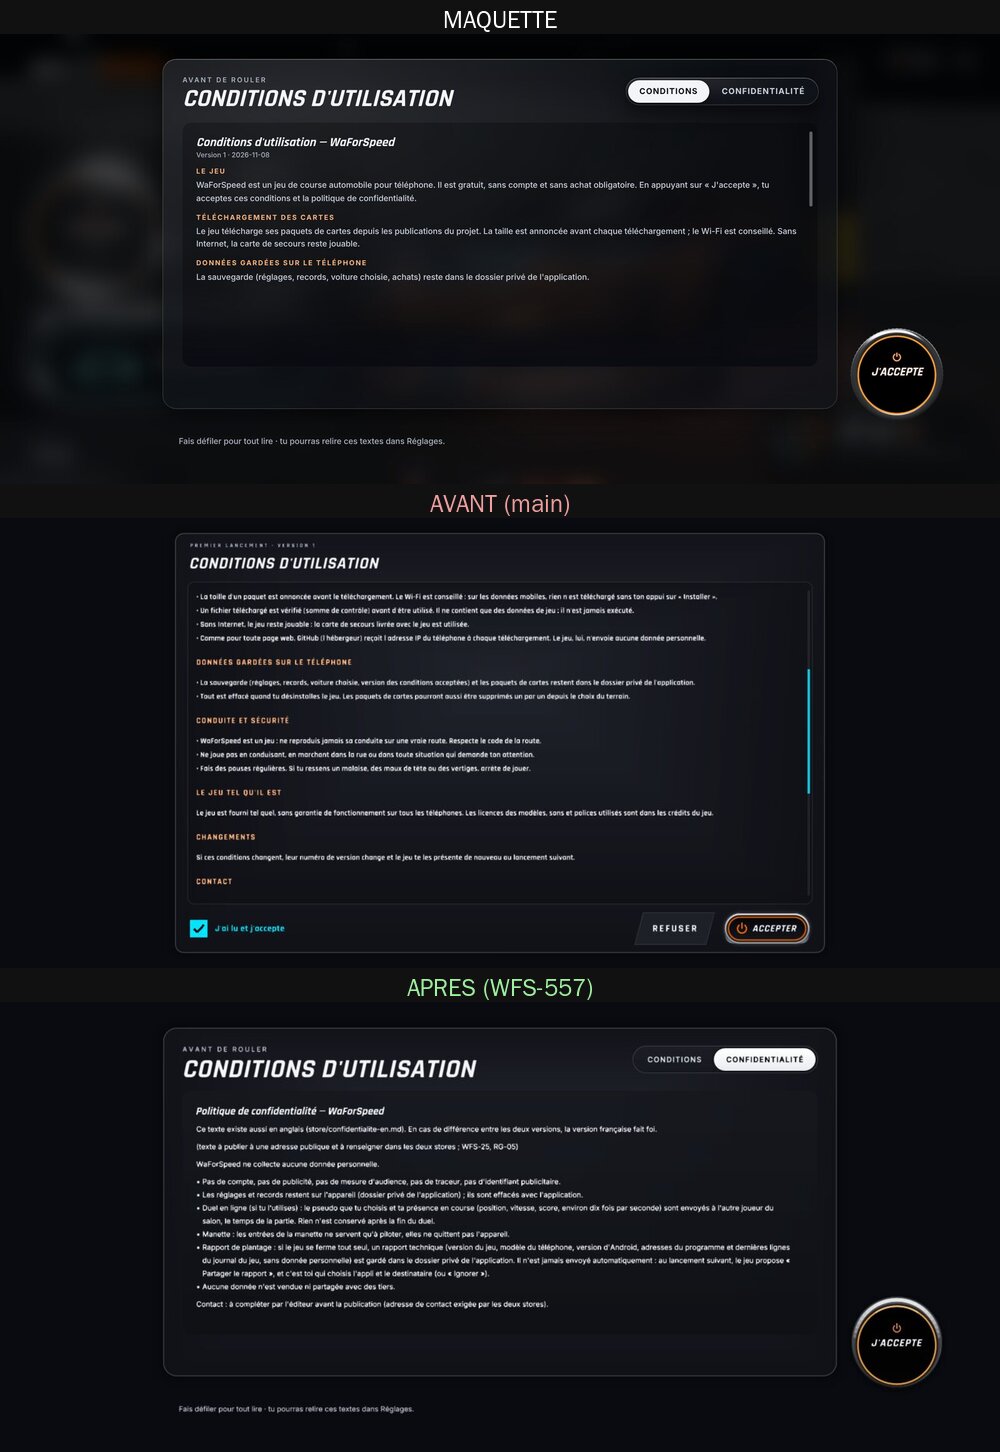 MAQUETTE
AVANT DE ROULER
CONDITIONS D'UTILISATION
CONDITIONS
CONFIDENTIALITÉ
Conditions d'utilisation — WaForSpeed
Version 1 · 2026-11-08
LE JEU
WaForSpeed est un jeu de course automobile pour téléphone. Il est gratuit, sans compte et sans achat obligatoire. En appuyant sur « J'accepte », tu
acceptes ces conditions et la politique de confidentialité.
TÉLÉCHARGEMENT DES CARTES
Le jeu télécharge ses paquets de cartes depuis les publications du projet. La taille est annoncée avant chaque téléchargement ; le Wi-Fi est conseillé. Sans
Internet, la carte de secours reste jouable.
DONNÉES GARDÉES SUR LE TÉLÉPHONE
La sauvegarde (réglages, records, voiture choisie, achats) reste dans le dossier privé de l'application.
J'ACCEPTE
Fais défiler pour tout lire · tu pourras relire ces textes dans Réglages.
AVANT (main)
PREMIER LANCEMENT · VERSION 1
CONDITIONS D'UTILISATION
• La taille d'un paquet est annoncée avant le téléchargement. Le Wi-Fi est conseillé : sur les données mobiles, rien n'est téléchargé sans ton appui sur « Installer ».
• Un fichier téléchargé est vérifié (somme de contrôle) avant d'être utilisé. Il ne contient que des données de jeu : il n'est jamais exécuté.
• Sans Internet, le jeu reste jouable : la carte de secours livrée avec le jeu est utilisée.
• Comme pour toute page web, GitHub (l'hébergeur) reçoit l'adresse IP du téléphone à chaque téléchargement. Le jeu, lui, n'envoie aucune donnée personnelle.
DONNÉES GARDÉES SUR LE TÉLÉPHONE
• La sauvegarde (réglages, records, voiture choisie, version des conditions acceptées) et les paquets de cartes restent dans le dossier privé de l'application.
• Tout est effacé quand tu désinstalles le jeu. Les paquets de cartes pourront aussi être supprimés un par un depuis le choix du terrain.
CONDUITE ET SÉCURITÉ
• WaForSpeed est un jeu : ne reproduis jamais sa conduite sur une vraie route. Respecte le code de la route.
• Ne joue pas en conduisant, en marchant dans la rue ou dans toute situation qui demande ton attention.
• Fais des pauses régulières. Si tu ressens un malaise, des maux de tête ou des vertiges, arrête de jouer.
LE JEU TEL QU'IL EST
Le jeu est fourni tel quel, sans garantie de fonctionnement sur tous les téléphones. Les licences des modèles, sons et polices utilisés sont dans les crédits du jeu.
CHANGEMENTS
Si ces conditions changent, leur numéro de version change et le jeu te les présente de nouveau au lancement suivant.
CONTACT
J'ai lu et j'accepte
REFUSER
ACCEPTER
APRES (WFS-557)
AVANT DE ROULER
CONDITIONS D'UTILISATION
CONDITIONS
CONFIDENTIALITÉ
Politique de confidentialité — WaForSpeed
Ce texte existe aussi en anglais (store/confidentialite-en.md). En cas de différence entre les deux versions, la version française fait foi.
(texte à publier à une adresse publique et à renseigner dans les deux stores ; WFS-25, RG-05)
WaForSpeed ne collecte aucune donnée personnelle.
• Pas de compte, pas de publicité, pas de mesure d'audience, pas de traceur, pas d'identifiant publicitaire.
• Les réglages et records restent sur l'appareil (dossier privé de l'application) ; ils sont effacés avec l'application.
• Duel en ligne (si tu l'utilises) : le pseudo que tu choisis et ta présence en course (position, vitesse, score, environ dix fois par seconde) sont envoyés à l'autre joueur du
salon, le temps de la partie. Rien n'est conservé après la fin du duel.
• Manette : les entrées de la manette ne servent qu'à piloter, elles ne quittent pas l'appareil.
• Rapport de plantage : si le jeu se ferme tout seul, un rapport technique (version du jeu, modèle du téléphone, version d'Android, adresses du programme et dernières lignes
du journal du jeu, sans donnée personnelle) est gardé dans le dossier privé de l'application. Il n'est jamais envoyé automatiquement : au lancement suivant, le jeu propose «
Partager le rapport », et c'est toi qui choisis l'appli et le destinataire (ou « Ignorer »).
• Aucune donnée n'est vendue ni partagée avec des tiers.
Contact : à compléter par l'éditeur avant la publication (adresse de contact exigée par les deux stores).
J'ACCEPTE
Fais défiler pour tout lire · tu pourras relire ces textes dans Réglages.